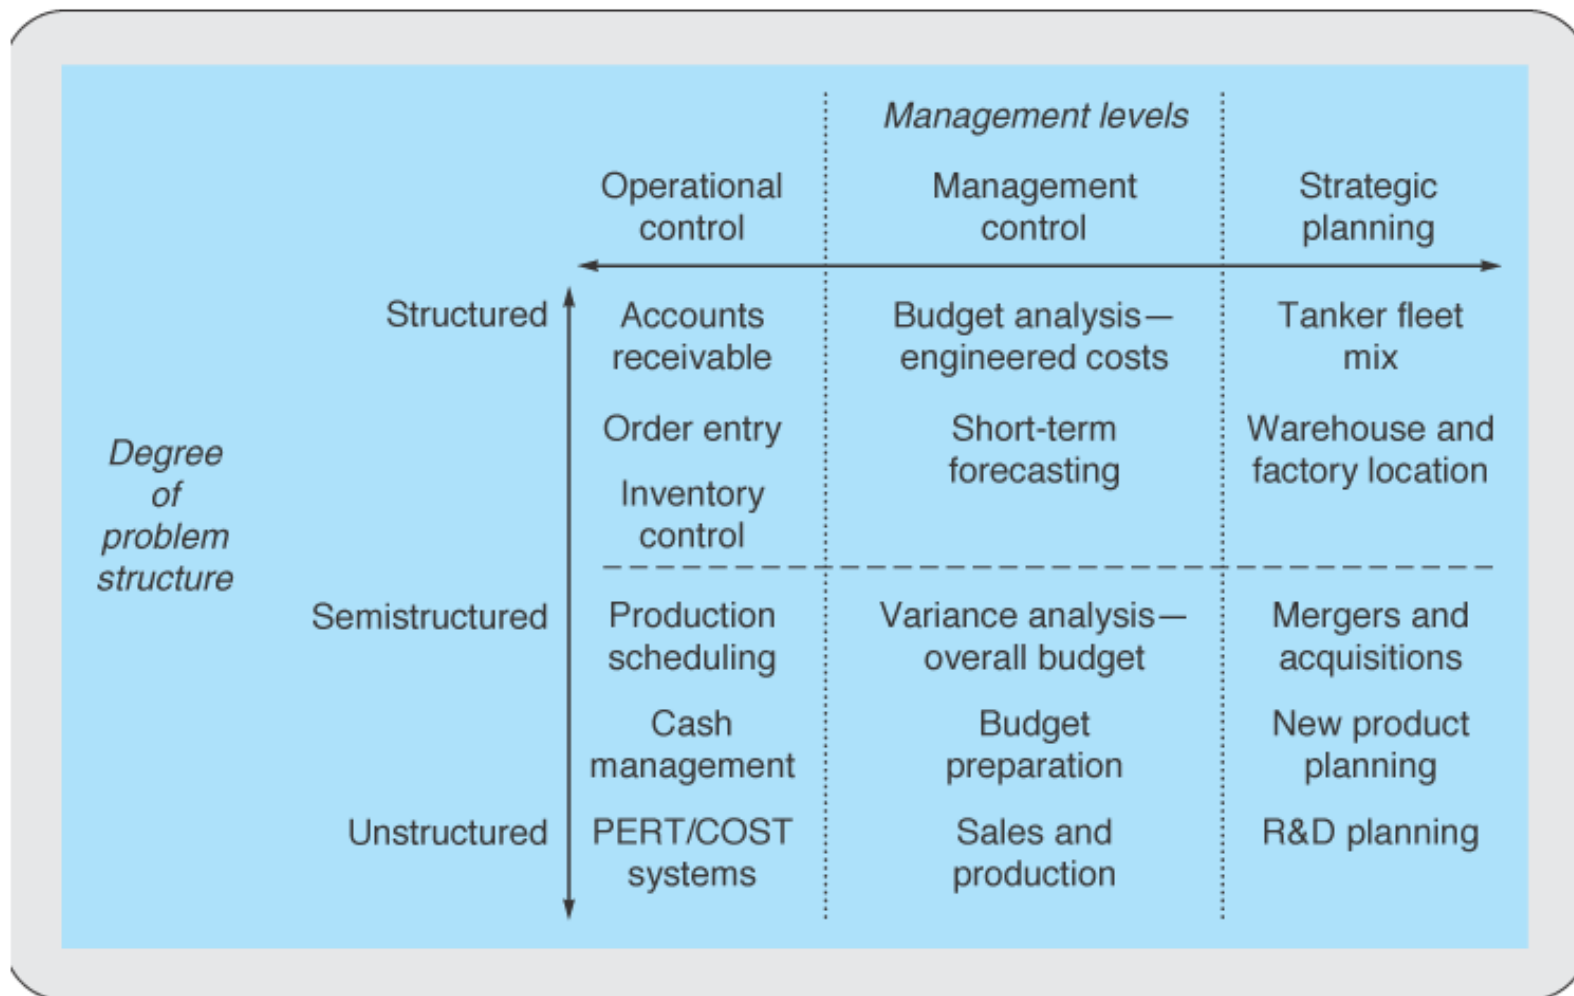 Management levels
Operational
control
Management
control
Strategic
planning
Degree
of
problem
structure
Structured
Accounts
receivable
Budget analysis—
engineered costs
Tanker fleet
mix
Order entry
Short-term
forecasting
Warehouse and
factory location
Inventory
control
Semistructured
Production
scheduling
Variance analysis—
overall budget
Mergers and
acquisitions
Cash
management
Budget
preparation
New product
planning
Unstructured
PERT/COST
systems
Sales and
production
R&D planning